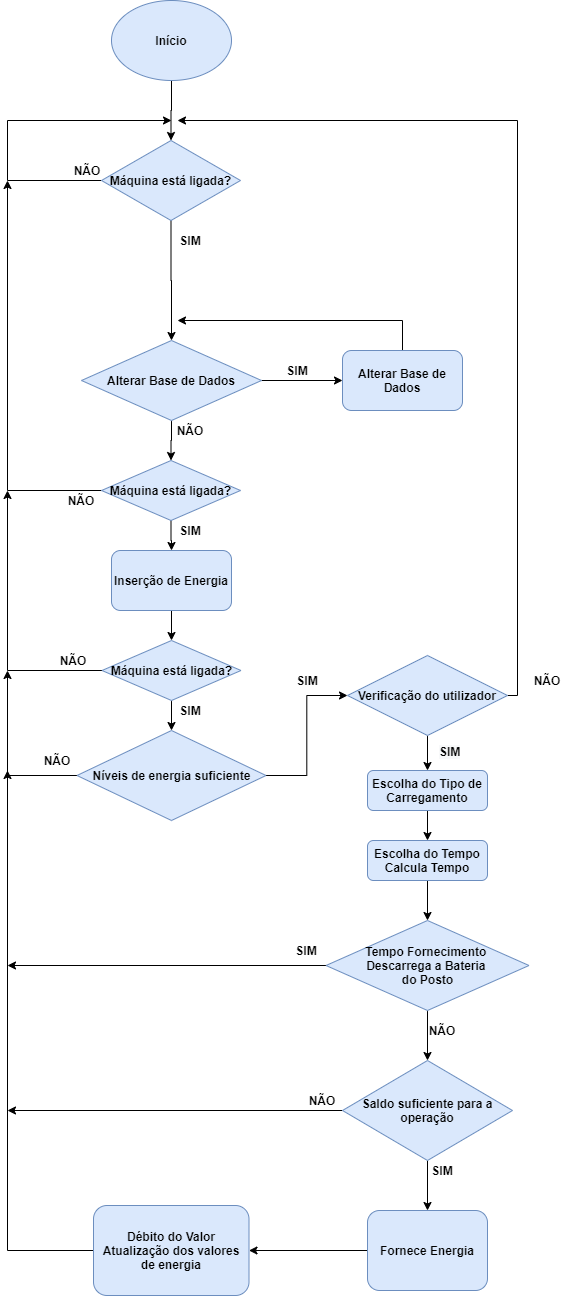 Início
NÃO
Máquina está ligada?
SIM
Alterar Base de Dados
SIM
Alterar Base de
Dados
NÃO
Máquina está ligada?
NÃO
SIM
Inserção de Energia
NÃO
Máquina está ligada?
SIM
SIM
Verificação do utilizador
NÃO
NÃO
Níveis de energia suficiente
SIM
Escolha do Tipo de
Carregamento
Escolha do Tempo
Calcula Tempo
SIM
Tempo Fornecimento
Descarrega a Bateria
do Posto
NÃO
NÃO
Saldo suficiente para a
operação
SIM
Débito do Valor
Atualização dos valores
de energia
Fornece Energia